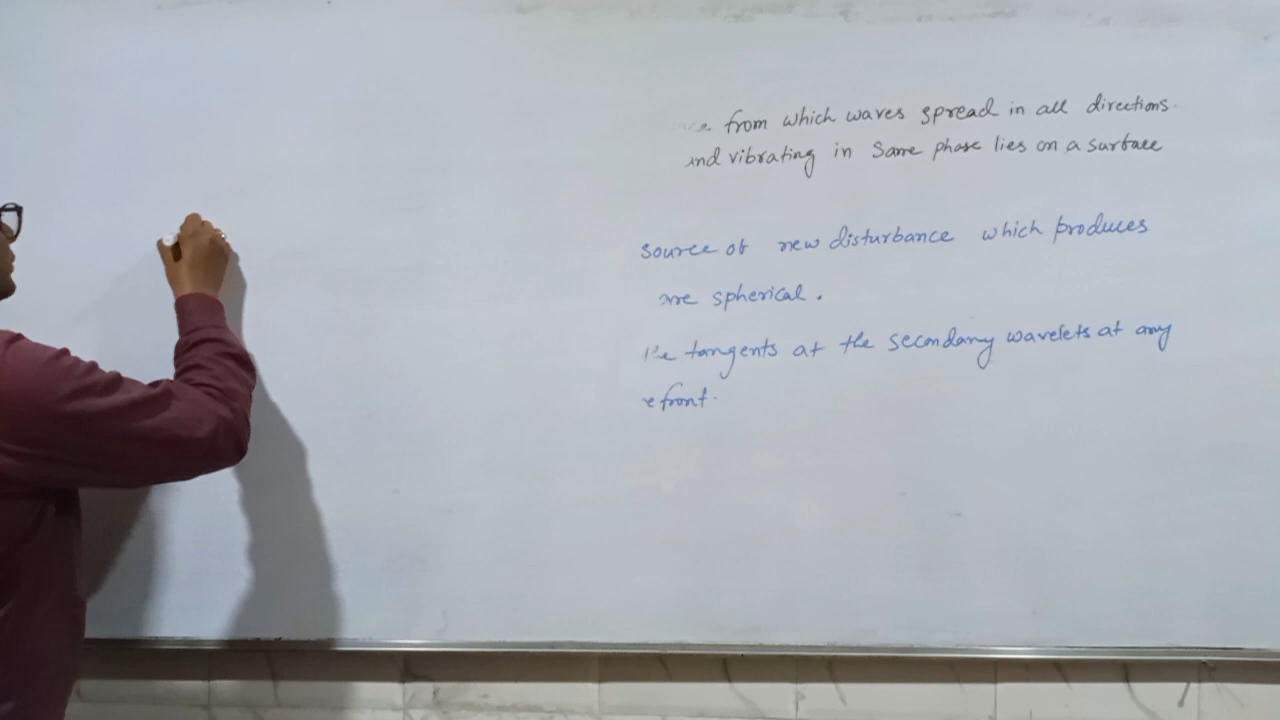 from which waves spread in all directions.
and vibrating in same phase lies on a surface
source of new disturbance which produces
are spherical.
the tangents at the secondary wavelets at any
efront.